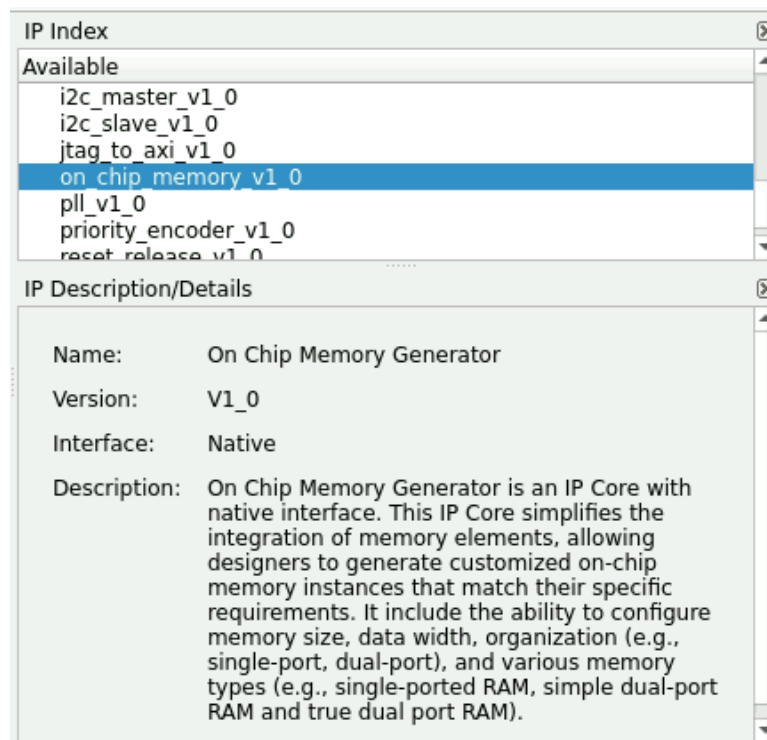 IP Index
Available
i2c_master_v1_0
i2c_slave_v1_0
jtag_to_axi_v1_0
on_chip_memory_v1_0
pll_v1_0
priority_encoder_v1_0
reset_release_v1_0
IP Description/Details
Name: On Chip Memory Generator
Version: V1_0
Interface: Native
Description: On Chip Memory Generator is an IP Core with
native interface. This IP Core simplifies the
integration of memory elements, allowing
designers to generate customized on-chip
memory instances that match their specific
requirements. It include the ability to configure
memory size, data width, organization (e.g.,
single-port, dual-port), and various memory
types (e.g., single-ported RAM, simple dual-port
RAM and true dual port RAM).